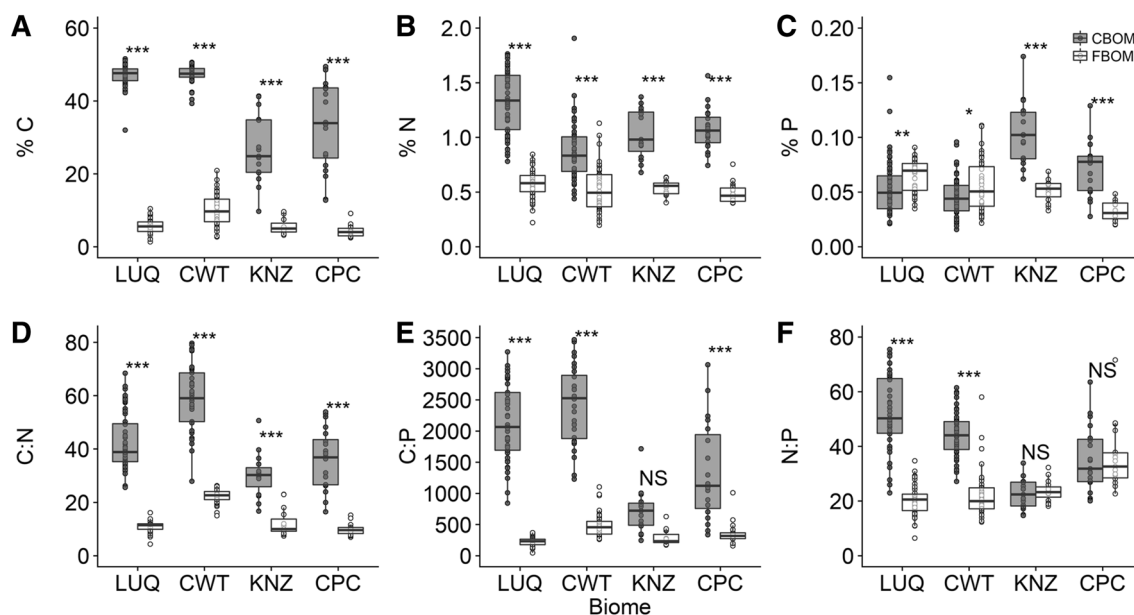 A
B
C
% C
60
40
20
0
***
***
***
***
LUQ
CWT
KNZ
CPC
% N
2.0
1.5
1.0
0.5
0.0
***
***
***
***
LUQ
CWT
KNZ
CPC
% P
0.20
0.15
0.10
0.05
0.00
**
*
***
***
CBOM
FBOM
LUQ
CWT
KNZ
CPC
D
E
F
C:N
80
60
40
20
0
***
***
***
***
LUQ
CWT
KNZ
CPC
C:P
3500
3000
2500
2000
1500
1000
500
0
***
***
NS
***
LUQ
CWT
KNZ
CPC
Biome
N:P
80
60
40
20
0
***
***
NS
NS
LUQ
CWT
KNZ
CPC